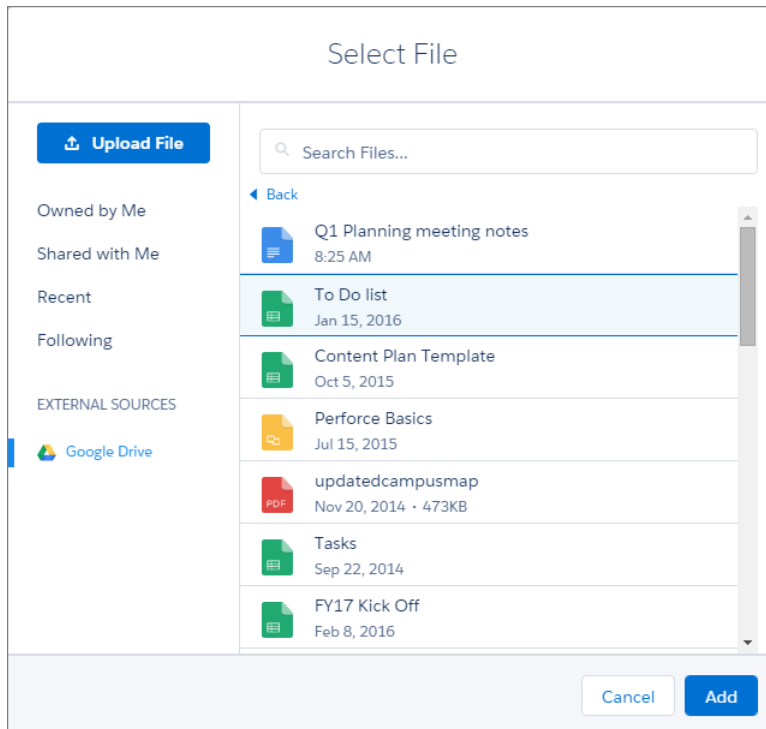 Select File
Upload File
Owned by Me
Shared with Me
Recent
Following
EXTERNAL SOURCES
Google Drive
Search Files...
Back
Q1 Planning meeting notes
8:25 AM
To Do list
Jan 15, 2016
Content Plan Template
Oct 5, 2015
Perforce Basics
Jul 15, 2015
PDF
updatedcampusmap
Nov 20, 2014 • 473KB
Tasks
Sep 22, 2014
FY17 Kick Off
Feb 8, 2016
Cancel
Add